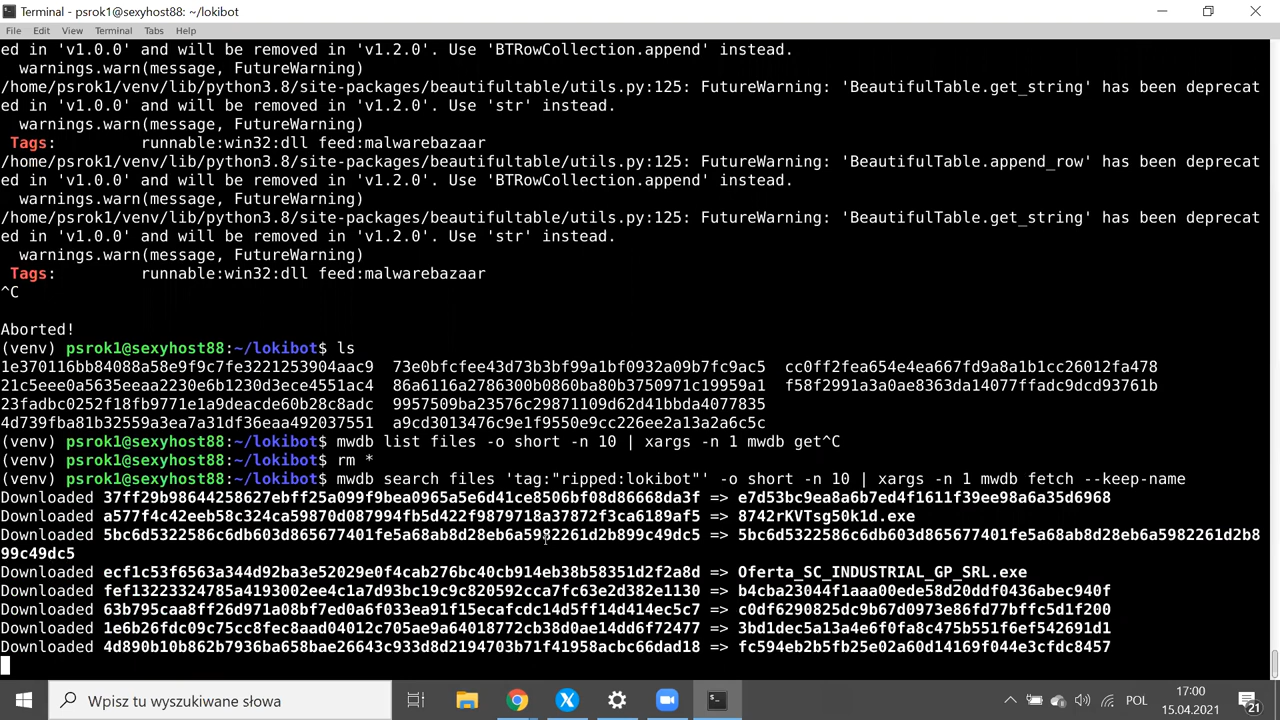 Terminal - psrok1@sexyhost88: ~/lokibot
File Edit View Terminal Tabs Help
ed in 'v1.0.0' and will be removed in 'v1.2.0'. Use 'BTRowCollection.append' instead.
  warnings.warn(message, FutureWarning)
/home/psrok1/venv/lib/python3.8/site-packages/beautifultable/utils.py:125: FutureWarning: 'BeautifulTable.get_string' has been deprecat
ed in 'v1.0.0' and will be removed in 'v1.2.0'. Use 'str' instead.
  warnings.warn(message, FutureWarning)
 Tags:          runnable:win32:dll feed:malwarebazaar
/home/psrok1/venv/lib/python3.8/site-packages/beautifultable/utils.py:125: FutureWarning: 'BeautifulTable.append_row' has been deprecat
ed in 'v1.0.0' and will be removed in 'v1.2.0'. Use 'BTRowCollection.append' instead.
  warnings.warn(message, FutureWarning)
/home/psrok1/venv/lib/python3.8/site-packages/beautifultable/utils.py:125: FutureWarning: 'BeautifulTable.get_string' has been deprecat
ed in 'v1.0.0' and will be removed in 'v1.2.0'. Use 'str' instead.
  warnings.warn(message, FutureWarning)
 Tags:          runnable:win32:dll feed:malwarebazaar
^C
Aborted!
(venv) psrok1@sexyhost88:~/lokibot$ ls
1e370116bb84088a58e9f9c7fe3221253904aac9  73e0bfcfee43d73b3bf99a1bf0932a09b7fc9ac5  cc0ff2fea654e4ea667fd9a8a1b1cc26012fa478
21c5eee0a5635eeaa2230e6b1230d3ece4551ac4  86a6116a2786300b0860ba80b3750971c19959a1  f58f2991a3a0ae8363da14077ffadc9dcd93761b
23fadbc0252f18fb9771e1a9deacde60b28c8adc  9957509ba23576c29871109d62d41bbda4077835
4d739fba81b32559a3ea7a31df36eaa492037551  a9cd3013476c9e1f9550e9cc226ee2a13a2a6c5c
(venv) psrok1@sexyhost88:~/lokibot$ mwdb list files -o short -n 10 | xargs -n 1 mwdb get^C
(venv) psrok1@sexyhost88:~/lokibot$ rm *
(venv) psrok1@sexyhost88:~/lokibot$ mwdb search files 'tag:"ripped:lokibot"' -o short -n 10 | xargs -n 1 mwdb fetch --keep-name
Downloaded 37ff29b98644258627ebff25a099f9bea0965a5e6d41ce8506bf08d86668da3f => e7d53bc9ea8a6b7ed4f1611f39ee98a6a35d6968
Downloaded a577f4c42eeb58c324ca59870d087994fb5d422f9879718a37872f3ca6189af5 => 8742rKVTsg50k1d.exe
Downloaded 5bc6d5322586c6db603d865677401fe5a68ab8d28eb6a5982261d2b899c49dc5 => 5bc6d5322586c6db603d865677401fe5a68ab8d28eb6a5982261d2b8
99c49dc5
Downloaded ecf1c53f6563a344d92ba3e52029e0f4cab276bc40cb914eb38b58351d2f2a8d => Oferta_SC_INDUSTRIAL_GP_SRL.exe
Downloaded fef13223324785a4193002ee4c1a7d93bc19c9c820592cca7fc63e2d382e1130 => b4cba23044f1aaa00ede58d20ddf0436abec940f
Downloaded 63b795caa8ff26d971a08bf7ed0a6f033ea91f15ecafcdc14d5ff14d414ec5c7 => c0df6290825dc9b67d0973e86fd77bffc5d1f200
Downloaded 1e6b26fdc09c75cc8fec8aad04012c705ae9a64018772cb38d0ae14dd6f72477 => 3bd1dec5a13a4e6f0fa8c475b551f6ef542691d1
Downloaded 4d890b10b862b7936ba658bae26643c933d8d2194703b71f41958acbc66dad18 => fc594eb2b5fb25e02a60d14169f044e3cfdc8457
Wpisz tu wyszukiwane słowa
POL
17:00
15.04.2021
21